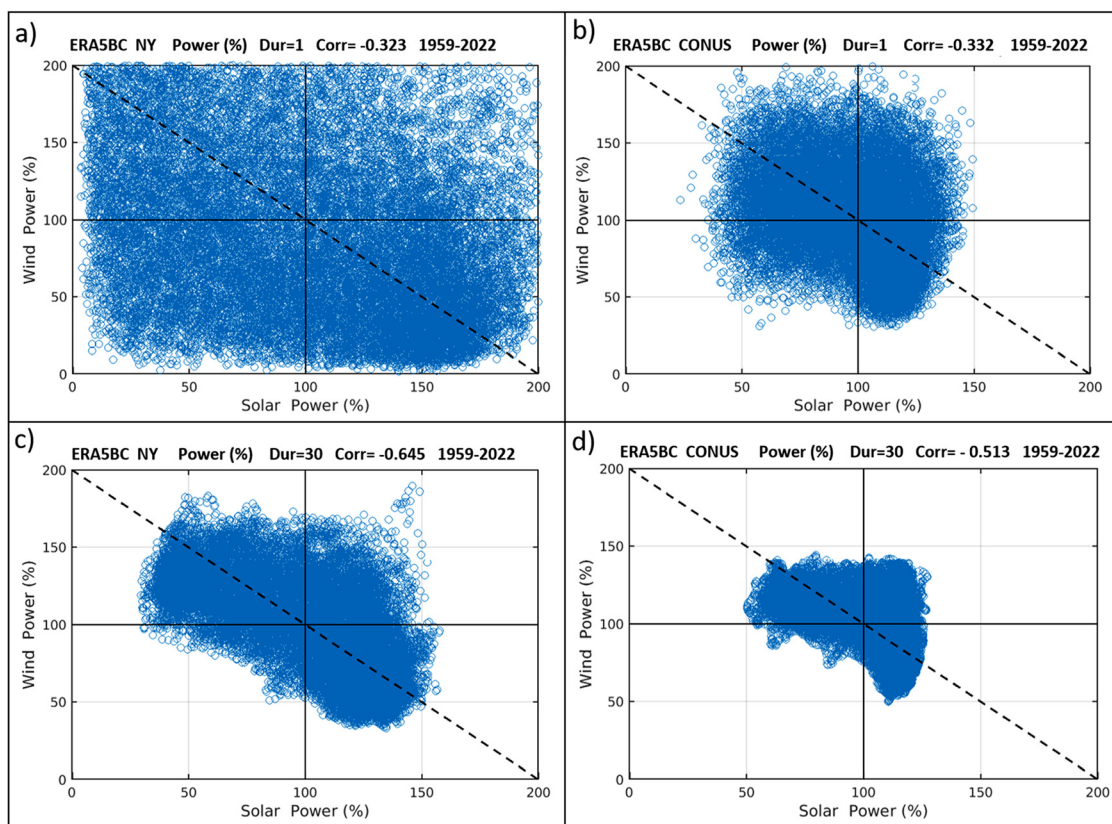 a)
ERA5BC NY Power (%) Dur=1 Corr= -0.323 1959-2022
200
150
100
50
0
Wind Power (%)
0 50 100 150 200
Solar Power (%)
b)
ERA5BC CONUS Power (%) Dur=1 Corr= -0.332 1959-2022
200
150
100
50
0
Wind Power (%)
0 50 100 150 200
Solar Power (%)
c)
ERA5BC NY Power (%) Dur=30 Corr= -0.645 1959-2022
200
150
100
50
0
Wind Power (%)
0 50 100 150 200
Solar Power (%)
d)
ERA5BC CONUS Power (%) Dur=30 Corr= - 0.513 1959-2022
200
150
100
50
0
Wind Power (%)
0 50 100 150 200
Solar Power (%)